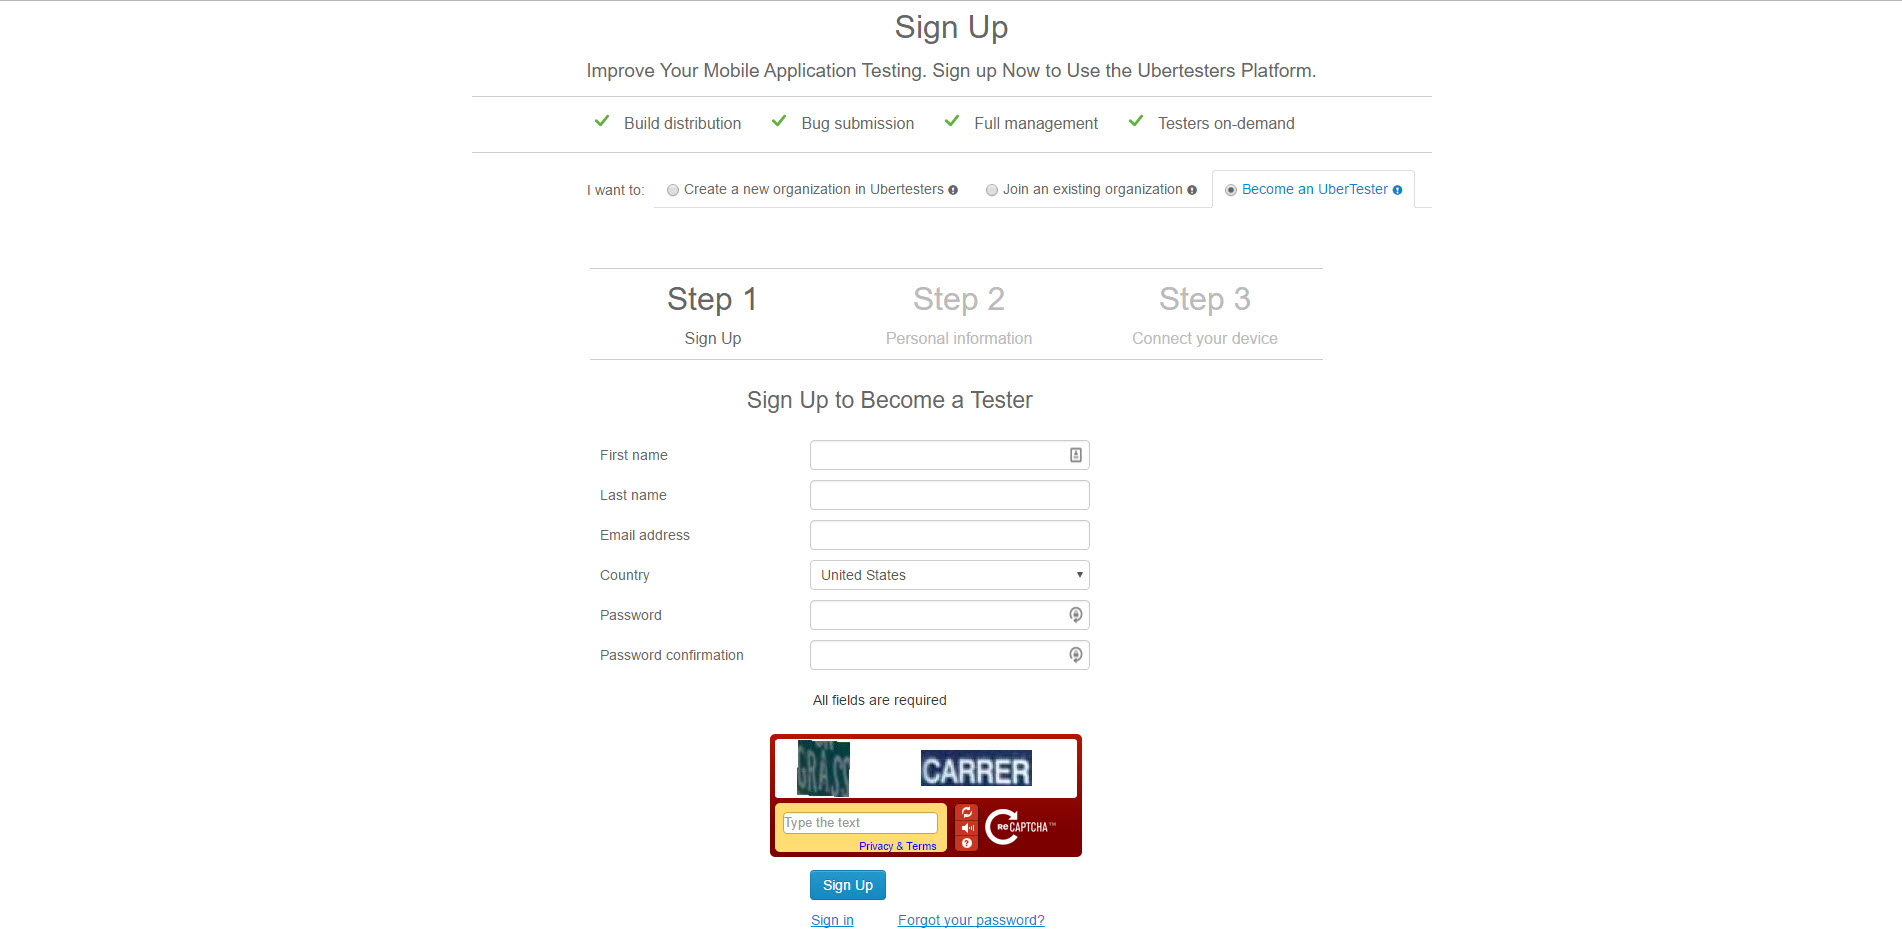 Sign Up
Improve Your Mobile Application Testing. Sign up Now to Use the Ubertesters Platform.
Build distribution Bug submission Full management Testers on-demand
I want to: Create a new organization in Ubertesters Join an existing organization Become an UberTester
Step 1 Step 2 Step 3
Sign Up Personal information Connect your device
Sign Up to Become a Tester
First name
Last name
Email address
Country United States
Password
Password confirmation
All fields are required
GRASS CARRER
Type the text
Privacy & Terms
reCAPTCHA™
Sign Up
Sign in Forgot your password?